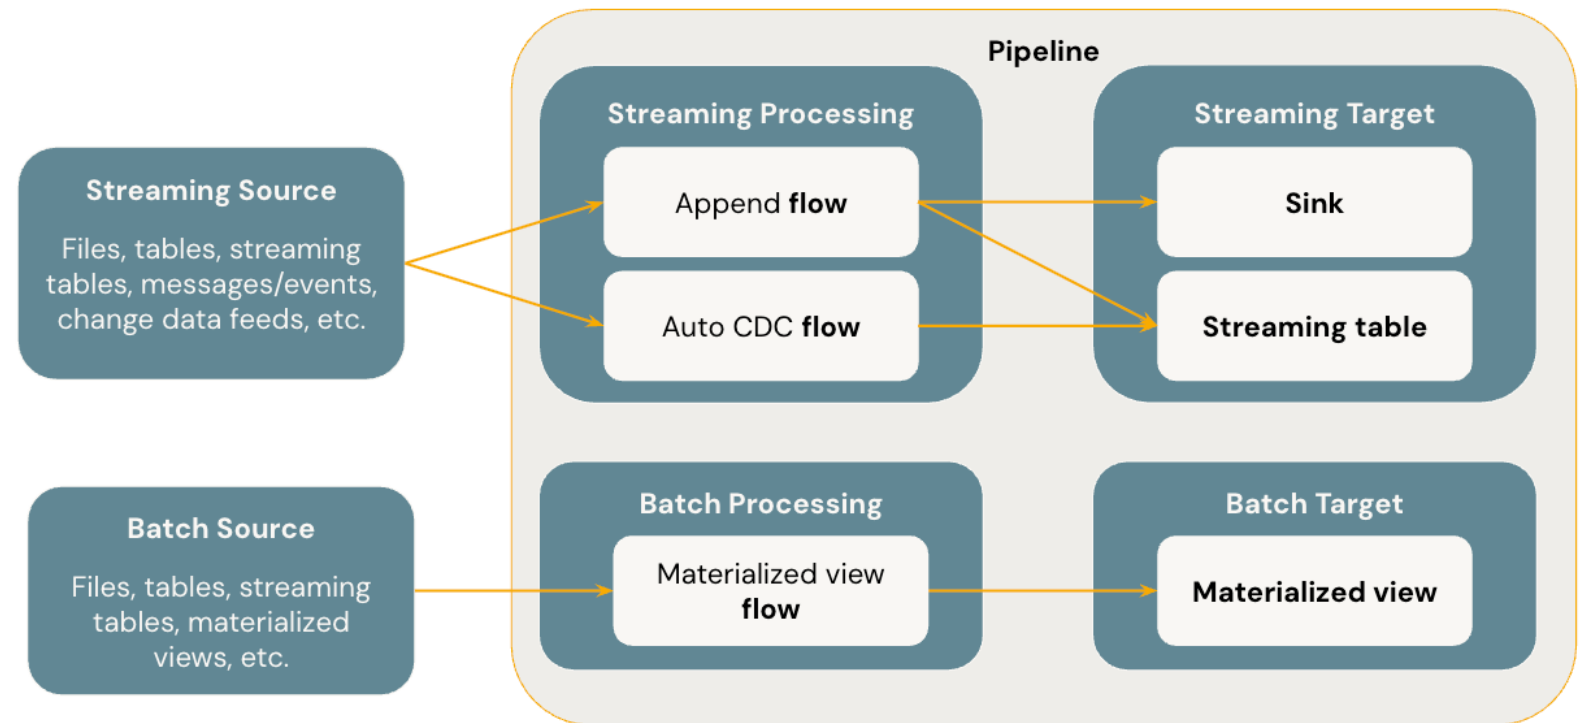 Pipeline
Streaming Source
Files, tables, streaming
tables, messages/events,
change data feeds, etc.
Streaming Processing
Append flow
Auto CDC flow
Streaming Target
Sink
Streaming table
Batch Source
Files, tables, streaming
tables, materialized
views, etc.
Batch Processing
Materialized view
flow
Batch Target
Materialized view